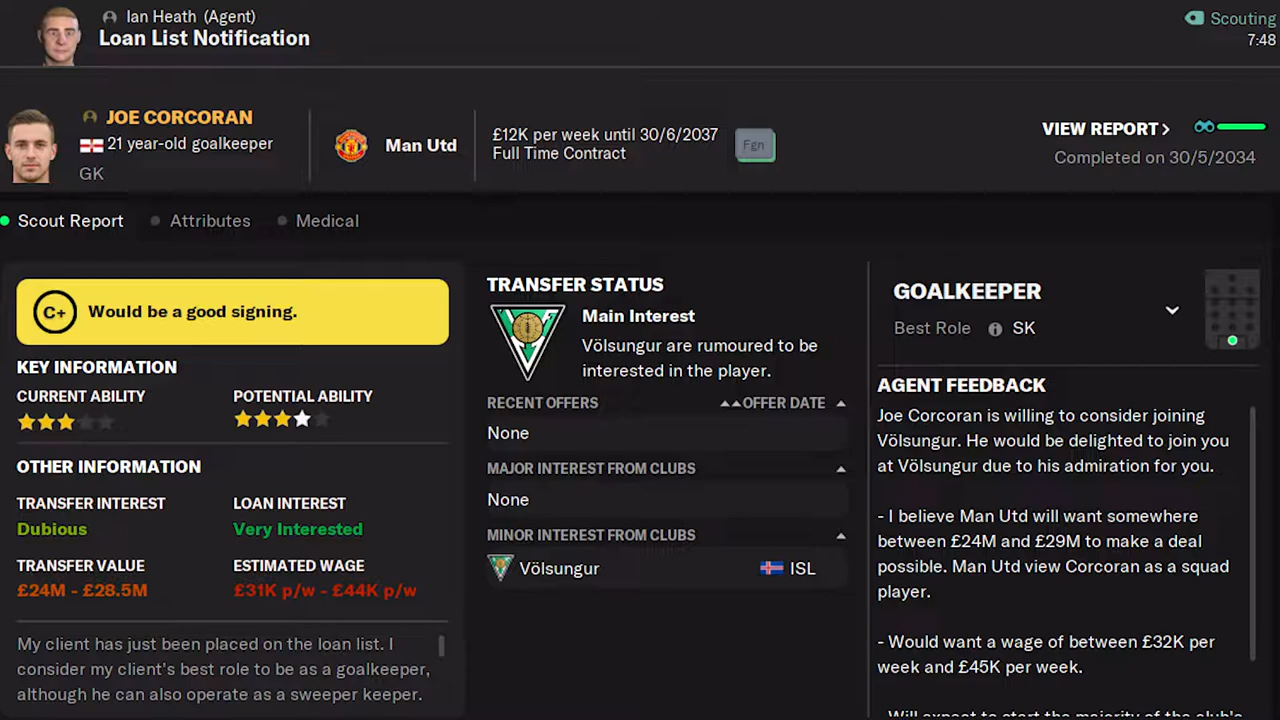 Ian Heath (Agent)
Loan List Notification
Scouting
7:48
JOE CORCORAN
21 year-old goalkeeper
GK
Man Utd
£12K per week until 30/6/2037
Full Time Contract
Fgn
VIEW REPORT
Completed on 30/5/2034
Scout Report
Attributes
Medical
C+
Would be a good signing.
KEY INFORMATION
CURRENT ABILITY
POTENTIAL ABILITY
OTHER INFORMATION
TRANSFER INTEREST
LOAN INTEREST
Dubious
Very Interested
TRANSFER VALUE
ESTIMATED WAGE
£24M - £28.5M
£31K p/w - £44K p/w
My client has just been placed on the loan list. I
consider my client's best role to be as a goalkeeper,
although he can also operate as a sweeper keeper.
TRANSFER STATUS
Main Interest
Völsungur are rumoured to be
interested in the player.
RECENT OFFERS
OFFER DATE
None
MAJOR INTEREST FROM CLUBS
None
MINOR INTEREST FROM CLUBS
Völsungur
ISL
GOALKEEPER
Best Role
SK
AGENT FEEDBACK
Joe Corcoran is willing to consider joining
Völsungur. He would be delighted to join you
at Völsungur due to his admiration for you.
- I believe Man Utd will want somewhere
between £24M and £29M to make a deal
possible. Man Utd view Corcoran as a squad
player.
- Would want a wage of between £32K per
week and £45K per week.
- Will expect to start the majority of the club's